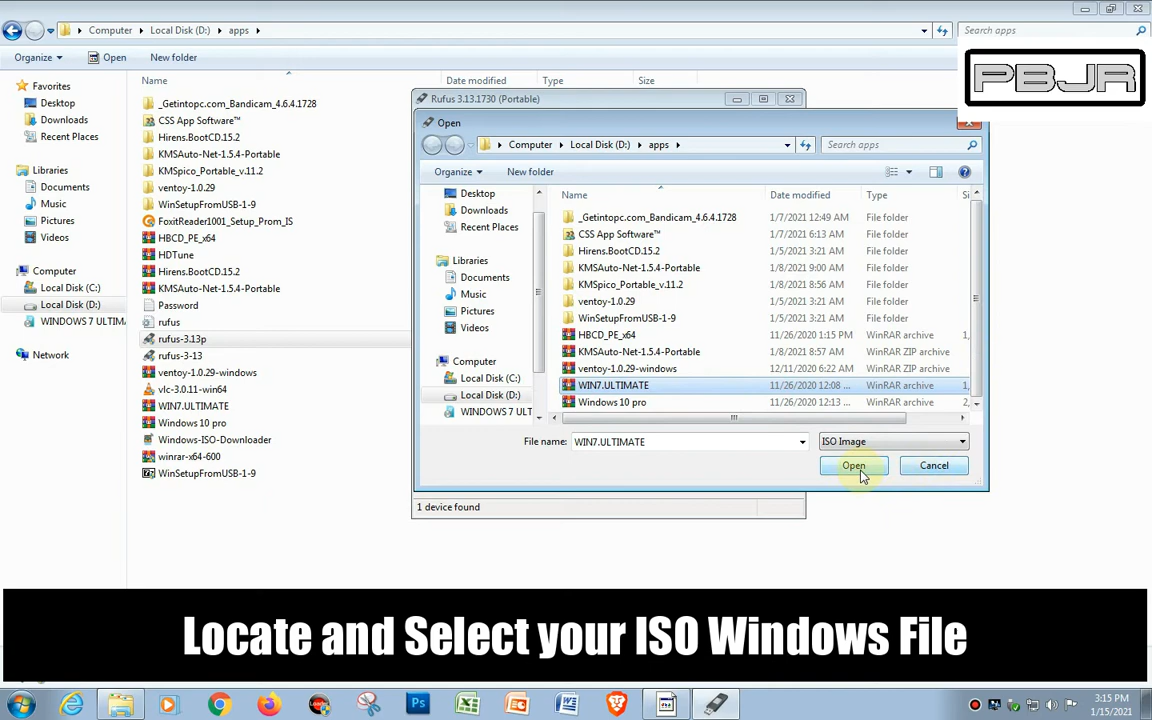 Computer Local Disk (D:) apps
Search apps
Organize Open New folder
PBJR
Name Date modified Type Size
Favorites
Desktop
Downloads
Recent Places
Libraries
Documents
Music
Pictures
Videos
Computer
Local Disk (C:)
Local Disk (D:)
WINDOWS 7 ULTIM
Network
_Getintopc.com_Bandicam_4.6.4.1728
CSS App Software™
Hirens.BootCD.15.2
KMSAuto-Net-1.5.4-Portable
KMSpico_Portable_v.11.2
ventoy-1.0.29
WinSetupFromUSB-1-9
FoxitReader1001_Setup_Prom_IS
HBCD_PE_x64
HDTune
Hirens.BootCD.15.2
KMSAuto-Net-1.5.4-Portable
Password
rufus
rufus-3.13p
rufus-3-13
ventoy-1.0.29-windows
vlc-3.0.11-win64
WIN7.ULTIMATE
Windows 10 pro
Windows-ISO-Downloader
winrar-x64-600
WinSetupFromUSB-1-9
Rufus 3.13.1730 (Portable)
Open
Computer Local Disk (D:) apps
Search apps
Organize New folder
Desktop
Downloads
Recent Places
Libraries
Documents
Music
Pictures
Videos
Computer
Local Disk (C:)
Local Disk (D:)
WINDOWS 7 ULT
Name Date modified Type Si
_Getintopc.com_Bandicam_4.6.4.1728 1/7/2021 12:49 AM File folder
CSS App Software™ 1/7/2021 6:13 AM File folder
Hirens.BootCD.15.2 1/5/2021 3:21 AM File folder
KMSAuto-Net-1.5.4-Portable 1/8/2021 9:00 AM File folder
KMSpico_Portable_v.11.2 1/8/2021 8:56 AM File folder
ventoy-1.0.29 1/5/2021 3:21 AM File folder
WinSetupFromUSB-1-9 1/5/2021 3:21 AM File folder
HBCD_PE_x64 11/26/2020 1:15 PM WinRAR archive 1,
KMSAuto-Net-1.5.4-Portable 1/8/2021 8:57 AM WinRAR ZIP archive
ventoy-1.0.29-windows 12/11/2020 6:22 AM WinRAR ZIP archive
WIN7.ULTIMATE 11/26/2020 12:08 ... WinRAR archive 1,
Windows 10 pro 11/26/2020 12:13 ... WinRAR archive 2,
File name: WIN7.ULTIMATE ISO Image
Open Cancel
1 device found
Locate and Select your ISO Windows File
3:15 PM
1/15/2021